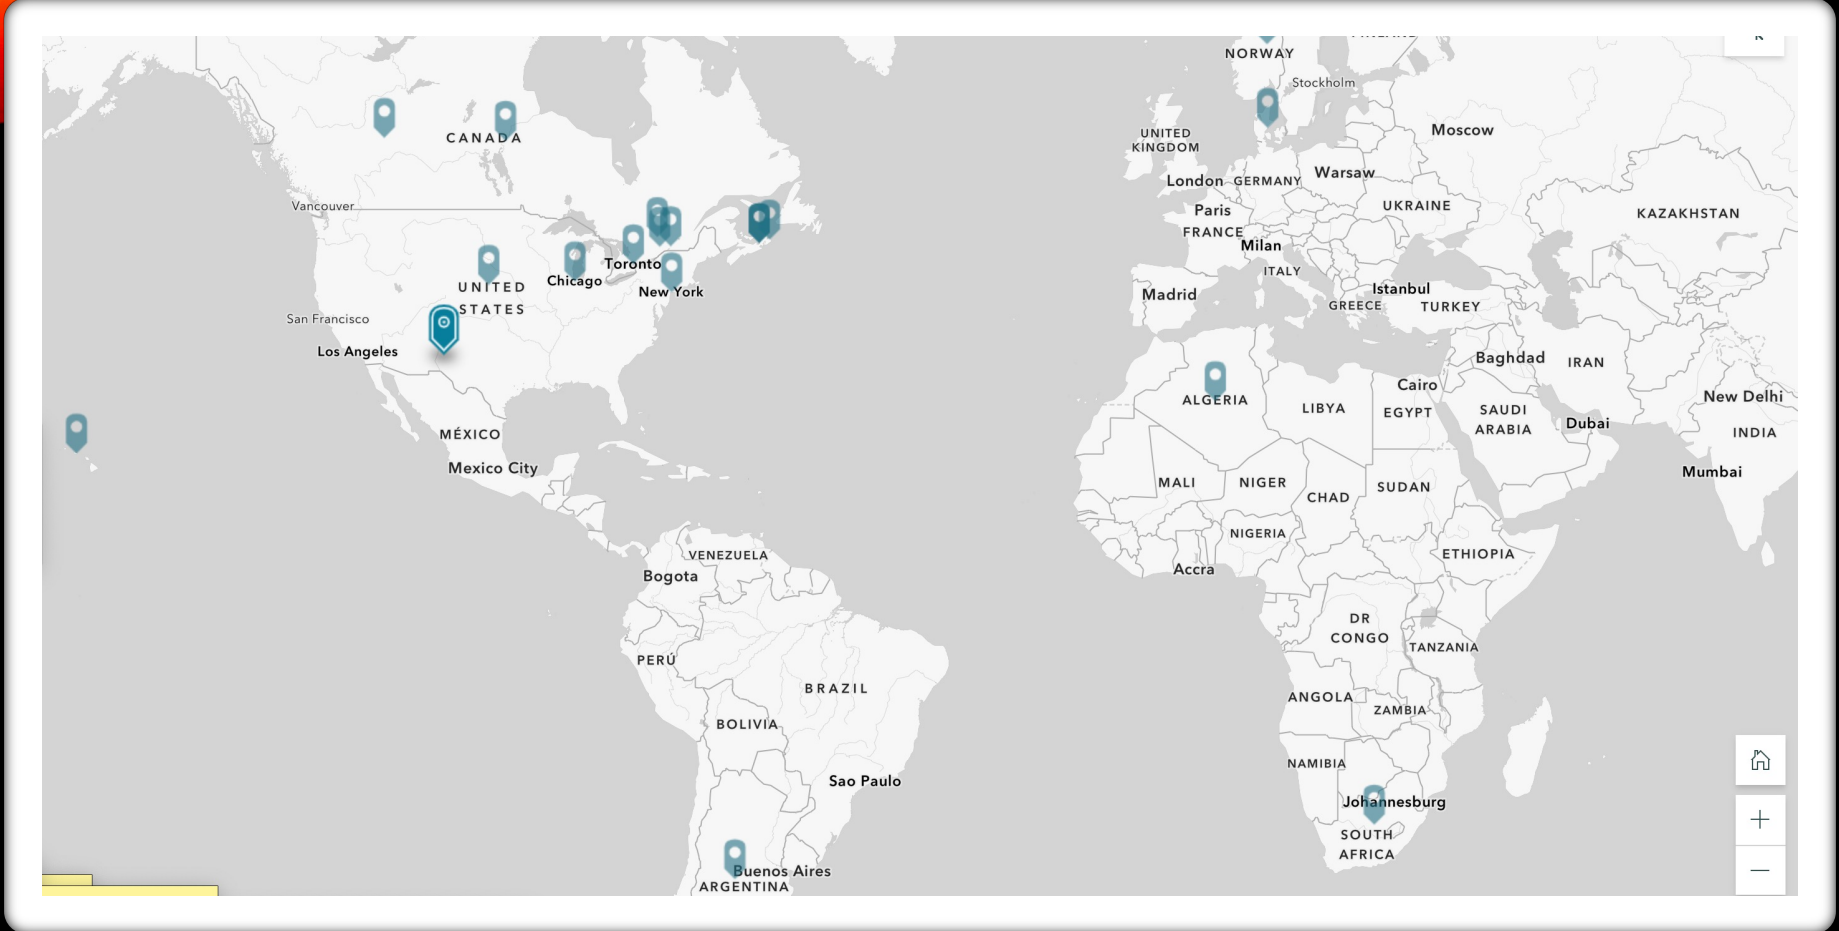 NORWAY
Stockholm
CANADA
UNITED
KINGDOM
Moscow
London
GERMANY
Warsaw
Vancouver
Paris
UKRAINE
KAZAKHSTAN
FRANCE
Milan
Toronto
Chicago
UNITED
STATES
New York
ITALY
Madrid
Istanbul
GREECE
TURKEY
San Francisco
Los Angeles
Baghdad
IRAN
Cairo
New Delhi
ALGERIA
LIBYA
EGYPT
SAUDI
ARABIA
Dubai
INDIA
MÉXICO
Mexico City
Mumbai
MALI
NIGER
CHAD
SUDAN
NIGERIA
VENEZUELA
ETHIOPIA
Bogota
Accra
DR
CONGO
TANZANIA
PERÚ
BRAZIL
ANGOLA
ZAMBIA
BOLIVIA
NAMIBIA
Sao Paulo
Johannesburg
SOUTH
AFRICA
Buenos Aires
ARGENTINA